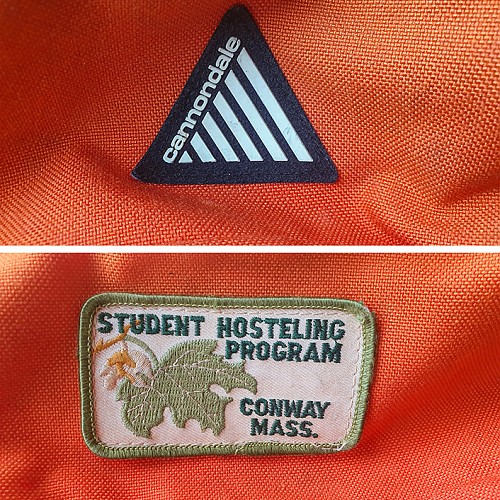 cannondale
STUDENT HOSTELING
PROGRAM
CONWAY
MASS.